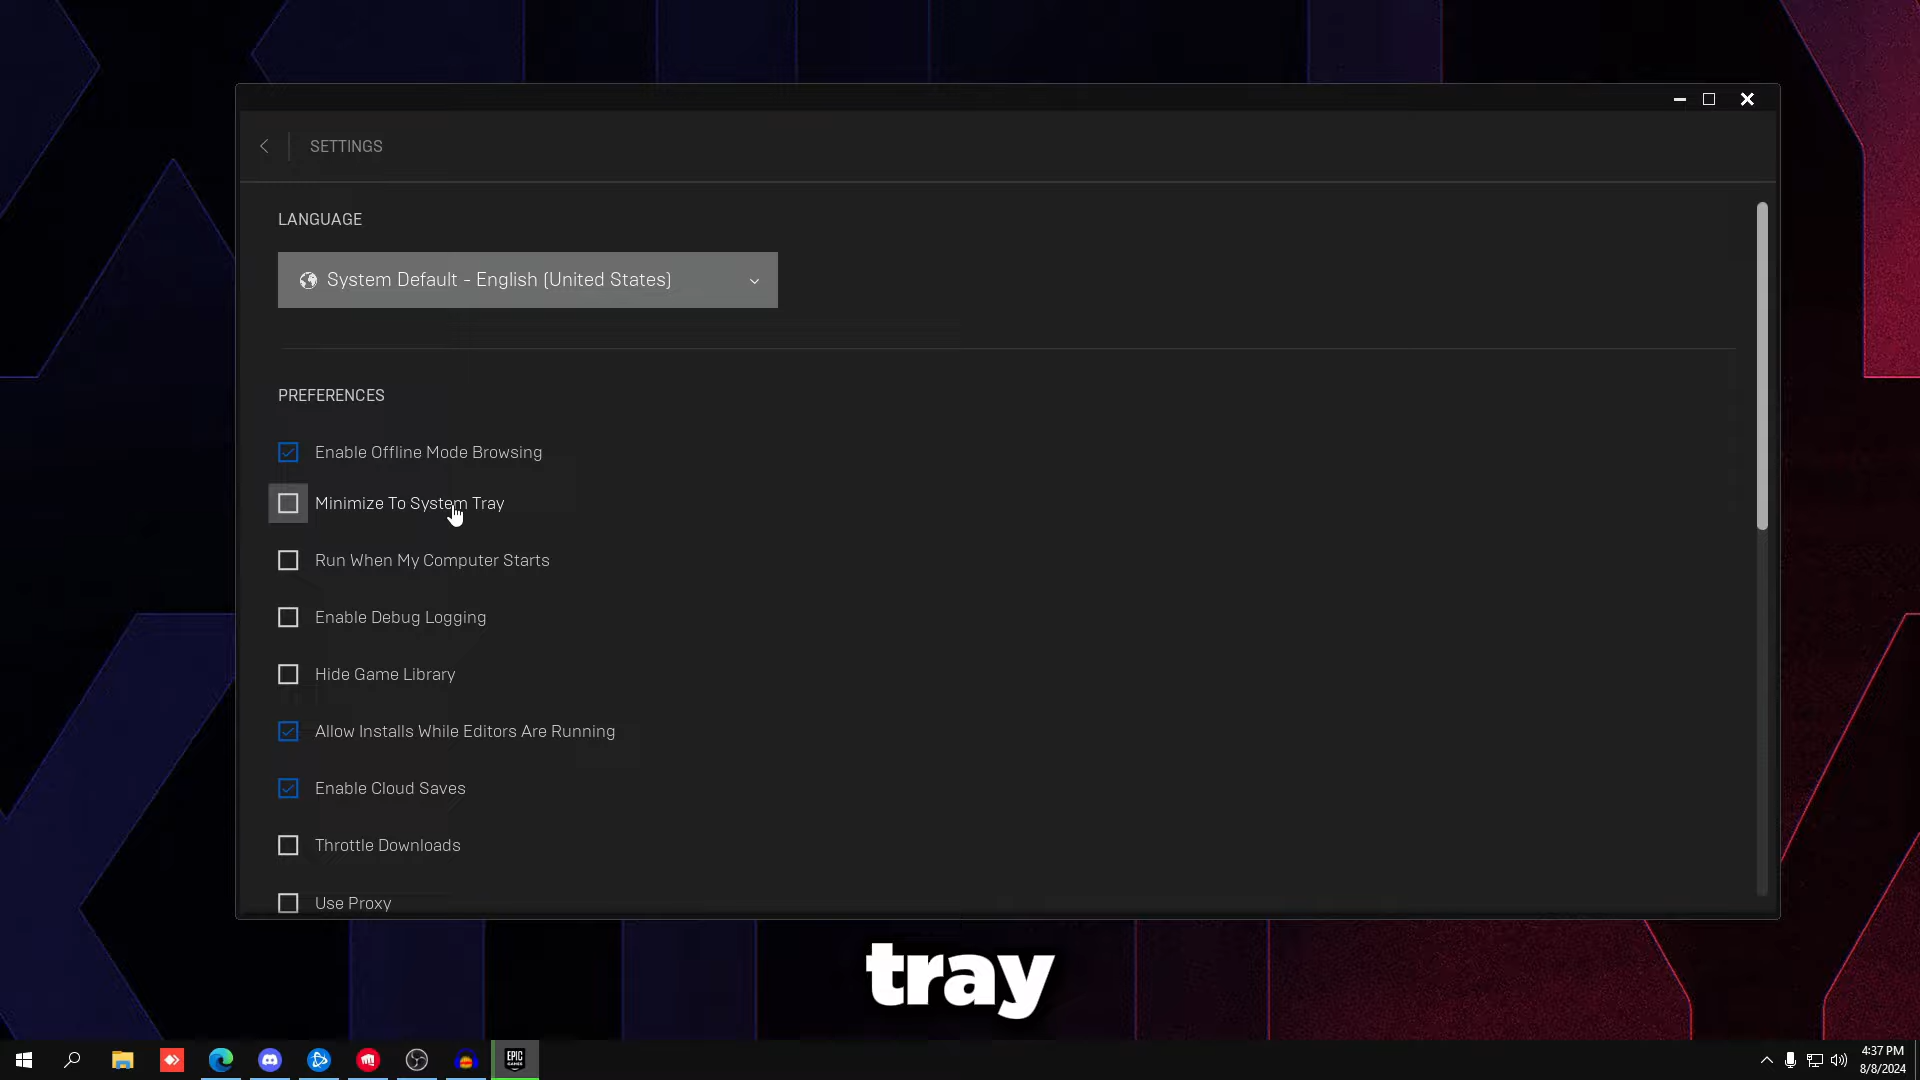 SETTINGS
LANGUAGE
System Default - English (United States)
PREFERENCES
Enable Offline Mode Browsing
Minimize To System Tray
Run When My Computer Starts
Enable Debug Logging
Hide Game Library
Allow Installs While Editors Are Running
Enable Cloud Saves
Throttle Downloads
Use Proxy
tray
EPIC
GAMES
4:37 PM
8/8/2024